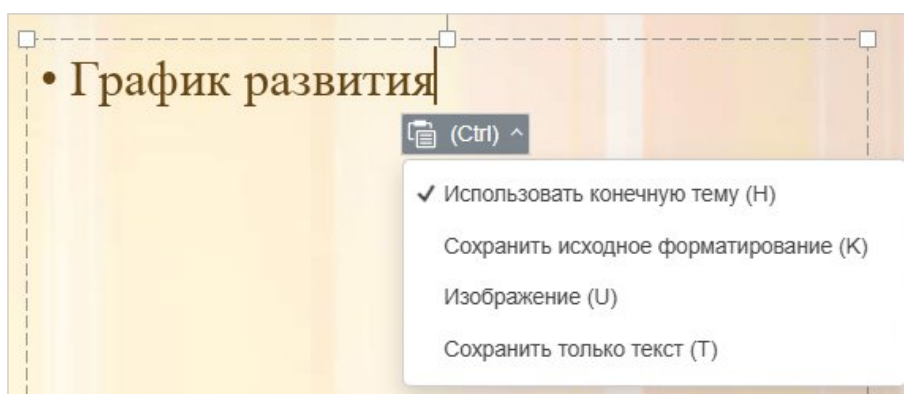 • График развития
(Ctrl)
Использовать конечную тему (H)
Сохранить исходное форматирование (K)
Изображение (U)
Сохранить только текст (T)